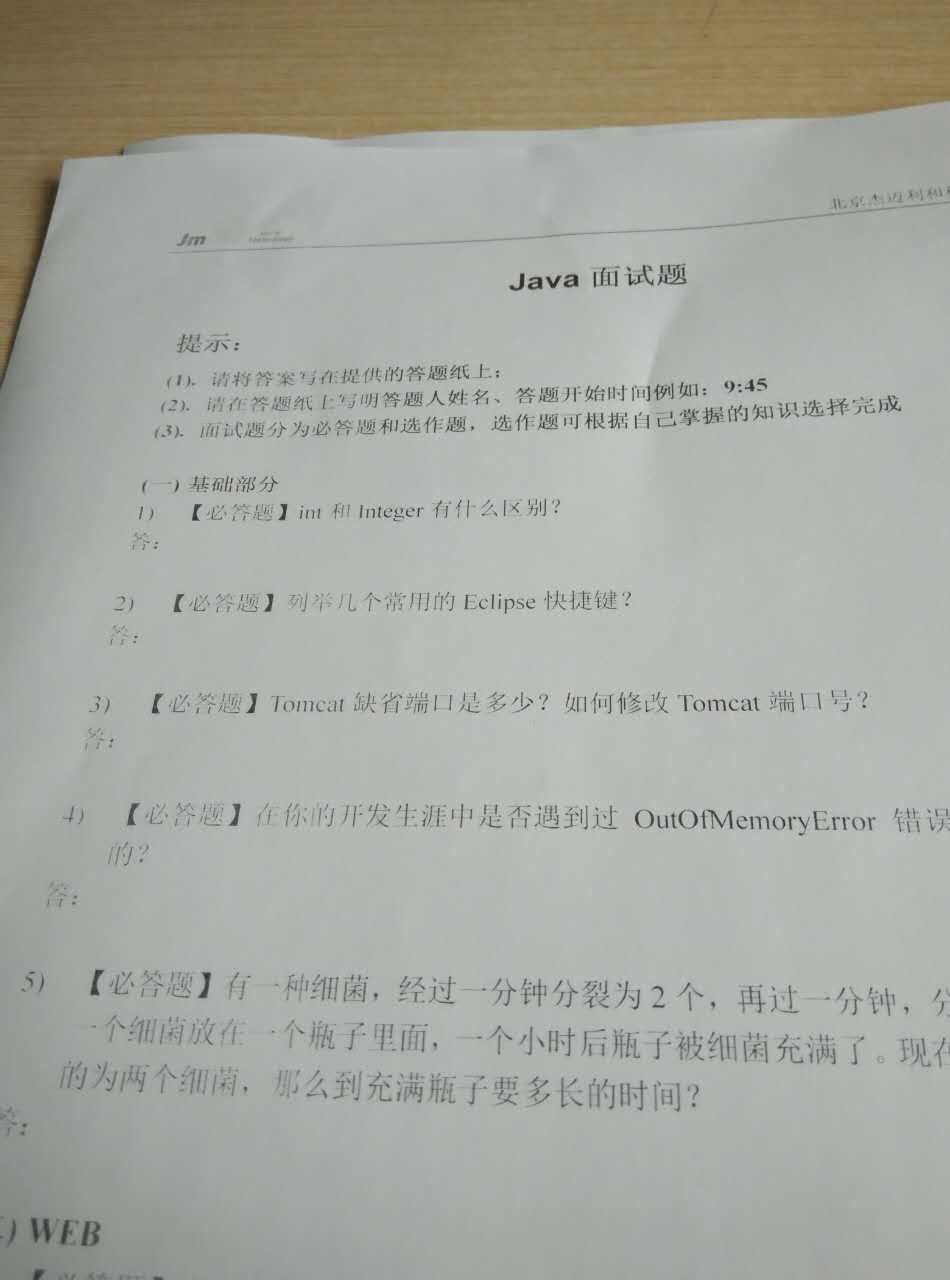 北京杰迈利和
Jm
Java 面试题
提示：
(1). 请将答案写在提供的答题纸上；
(2). 请在答题纸上写明答题人姓名、答题开始时间例如：9:45
(3). 面试题分为必答题和选作题，选作题可根据自己掌握的知识选择完成
(一) 基础部分
1) 【必答题】int 和 Integer 有什么区别？
答：
2) 【必答题】列举几个常用的 Eclipse 快捷键？
答：
3) 【必答题】Tomcat 缺省端口是多少？如何修改 Tomcat 端口号？
答：
4) 【必答题】在你的开发生涯中是否遇到过 OutOfMemoryError 错误
的？
答：
5) 【必答题】有一种细菌，经过一分钟分裂为 2 个，再过一分钟，分
一个细菌放在一个瓶子里面，一个小时后瓶子被细菌充满了。现在
的为两个细菌，那么到充满瓶子要多长的时间？
答：
) WEB
【必答题】